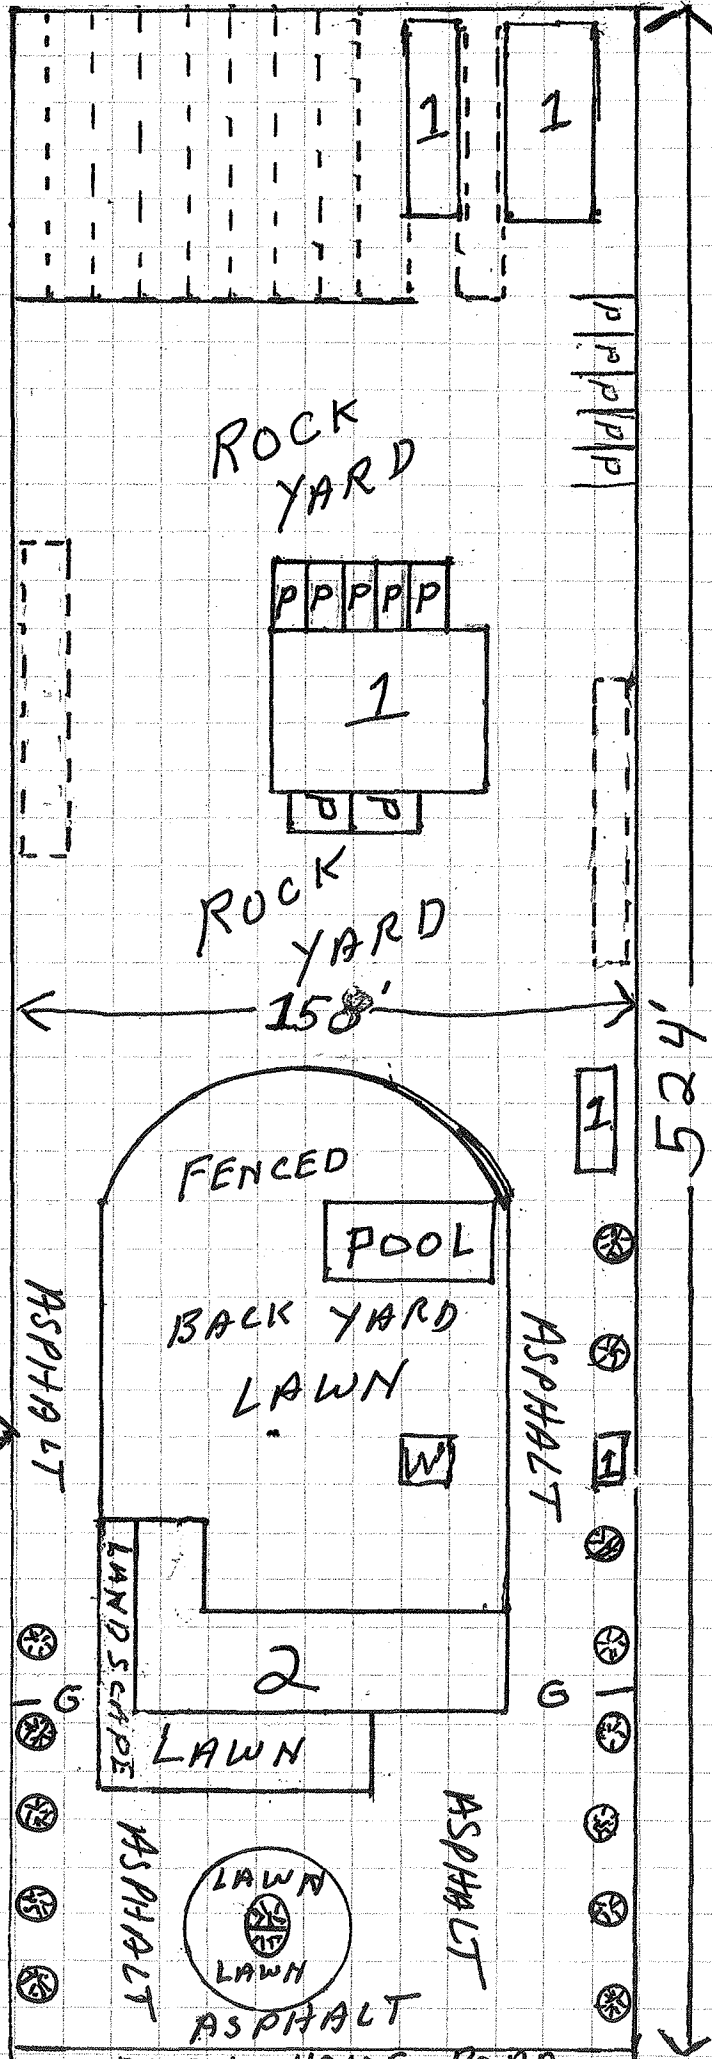 1 1
P
P
P
P
P
ROCK
YARD
P P P P P
1
P P
ROCK
YARD
158'
524'
1
FENCED
POOL
BACK YARD
LAWN
ASPHALT
ASPHALT
W
1
LANDSCAPE
2
G
G
LAWN
ASPHALT
ASPHALT
LAWN
LAWN
ASPHALT